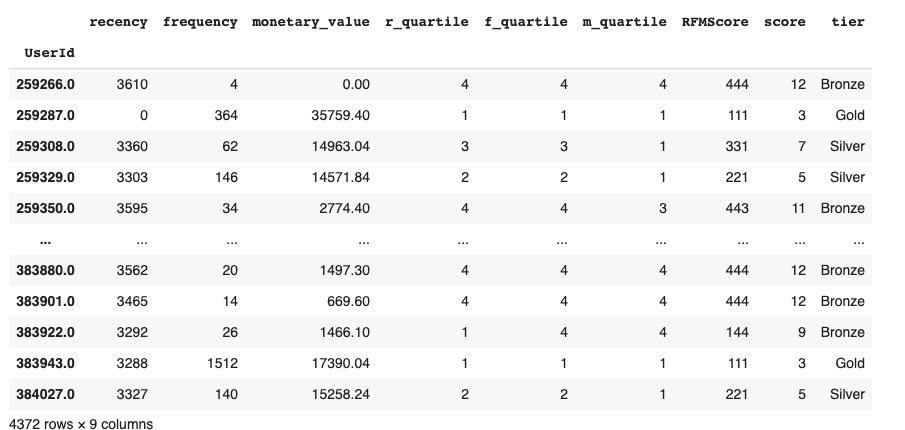 recency frequency monetary_value r_quartile f_quartile m_quartile RFMScore score tier
UserId
259266.0 3610 4 0.00 4 4 4 444 12 Bronze
259287.0 0 364 35759.40 1 1 1 111 3 Gold
259308.0 3360 62 14963.04 3 3 1 331 7 Silver
259329.0 3303 146 14571.84 2 2 1 221 5 Silver
259350.0 3595 34 2774.40 4 4 3 443 11 Bronze
... ... ... ... ... ... ... ... ... ...
383880.0 3562 20 1497.30 4 4 4 444 12 Bronze
383901.0 3465 14 669.60 4 4 4 444 12 Bronze
383922.0 3292 26 1466.10 1 4 4 144 9 Bronze
383943.0 3288 1512 17390.04 1 1 1 111 3 Gold
384027.0 3327 140 15258.24 2 2 1 221 5 Silver
4372 rows × 9 columns